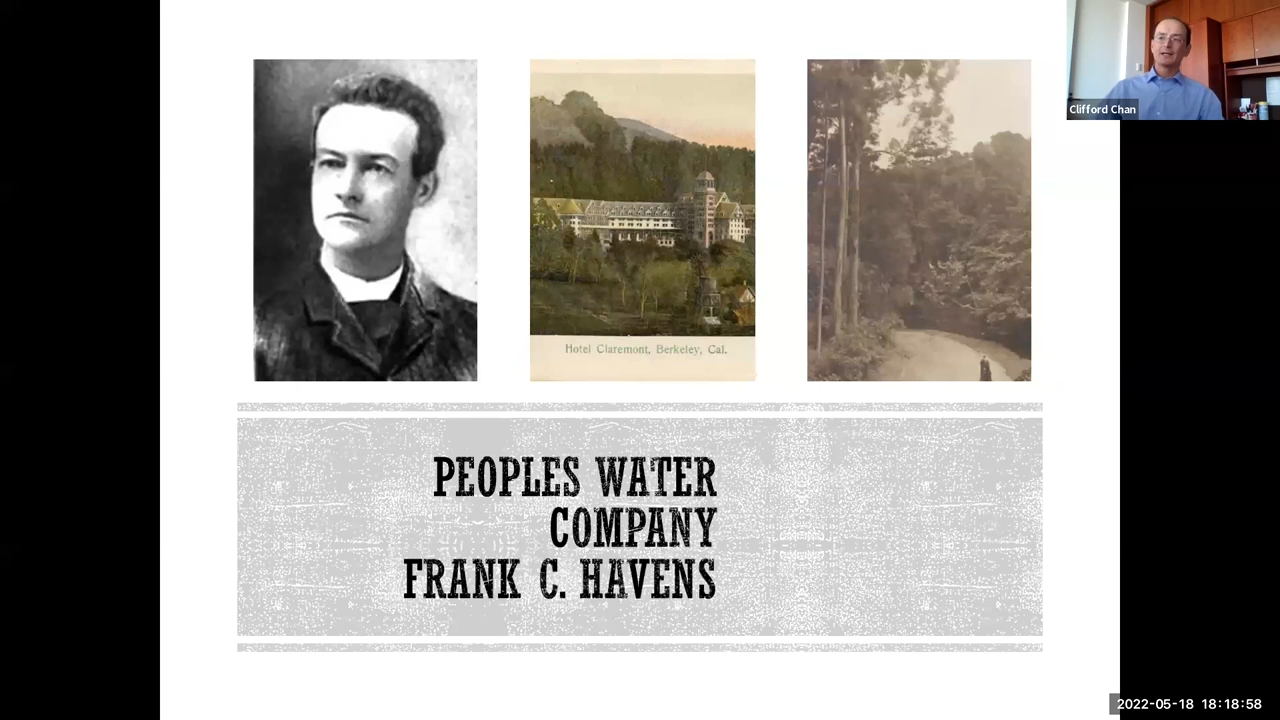 Clifford Chan
Hotel Claremont, Berkeley, Cal.
PEOPLES WATER
COMPANY
FRANK C. HAVENS
2022-05-18 18:18:58